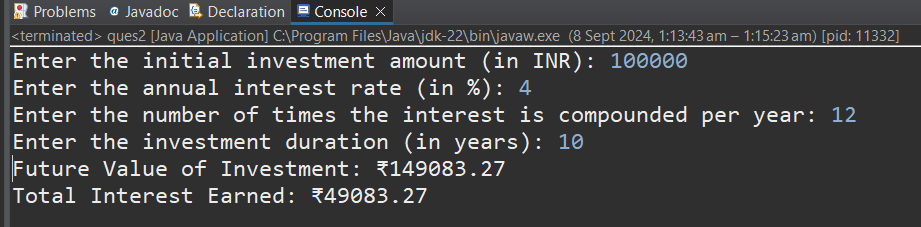 Problems @ Javadoc Declaration Console ×
<terminated> ques2 [Java Application] C:\Program Files\Java\jdk-22\bin\javaw.exe (8 Sept 2024, 1:13:43 am – 1:15:23 am) [pid: 11332]
Enter the initial investment amount (in INR): 100000
Enter the annual interest rate (in %): 4
Enter the number of times the interest is compounded per year: 12
Enter the investment duration (in years): 10
Future Value of Investment: ₹149083.27
Total Interest Earned: ₹49083.27